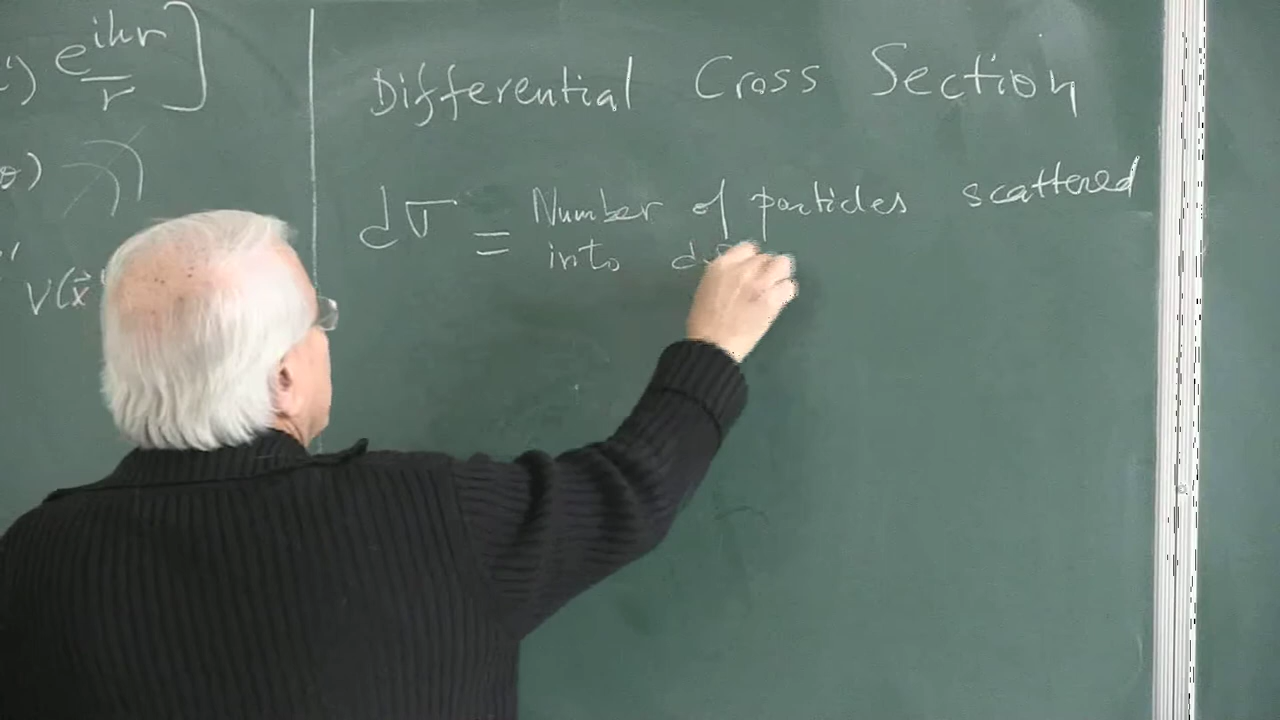 e^{ikr}/r ]
Differential Cross Section
dσ = Number of particles scattered
into
V(x⃗